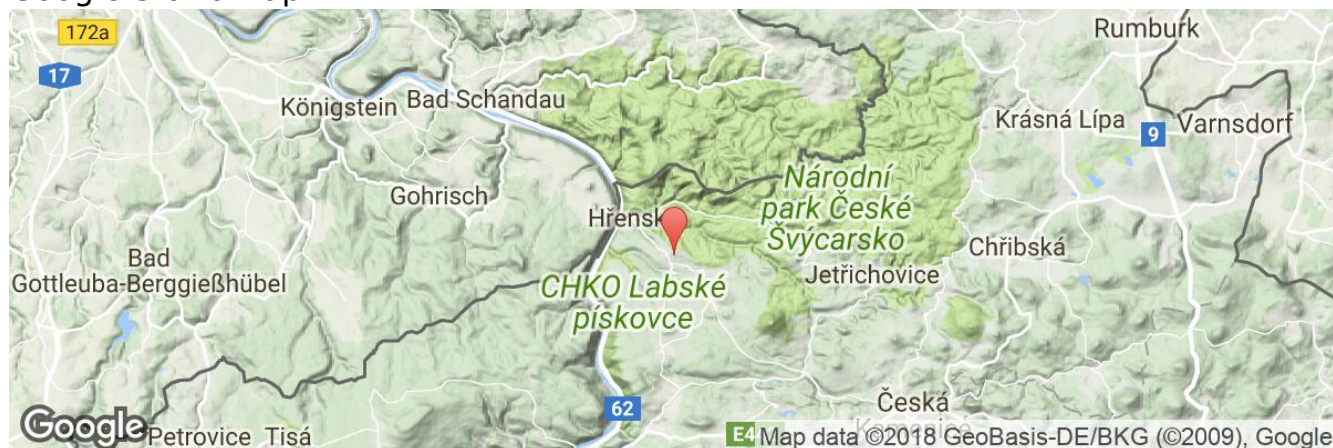 172a
Rumburk
17
Königstein
Bad Schandau
Krásná Lípa
9
Varnsdorf
Národní
park České
Švýcarsko
Gohrisch
Hřensk
Chřibská
Bad
Gottleuba-Berggießhübel
Jetřichovice
CHKO Labské
pískovce
62
Česká
Kamenice
Google
Petrovice
Tisá
E4
Map data ©2018 GeoBasis-DE/BKG (©2009), Google